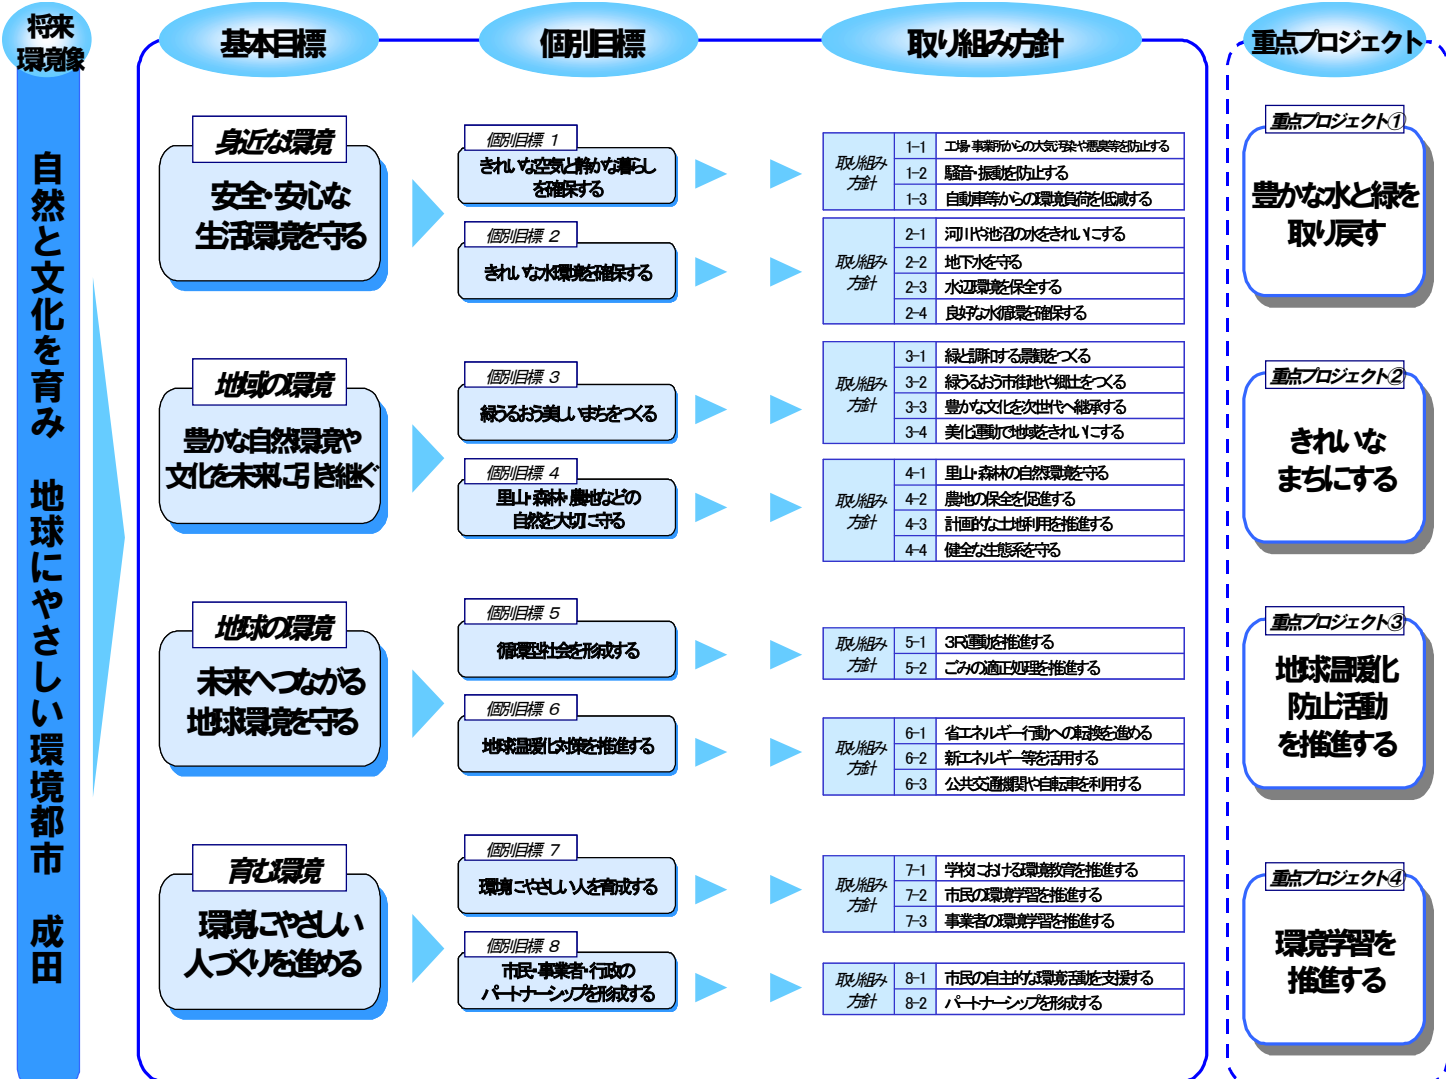 将来
環境像
自然と文化を育み　地球にやさしい環境都市　成田
基本目標
個別目標
取り組み方針
重点プロジェクト
身近な環境
安全・安心な
生活環境を守る
個別目標 1
きれいな空気と静かな暮らし
を確保する
取り組み
方針
1-1 工場・事業所からの大気汚染や悪臭等を防止する
1-2 騒音・振動を防止する
1-3 自動車等からの環境負荷を低減する
個別目標 2
きれいな水環境を確保する
取り組み
方針
2-1 河川や池沼の水をきれいにする
2-2 地下水を守る
2-3 水辺環境を保全する
2-4 良好な水循環を確保する
地域の環境
豊かな自然環境や
文化を未来に引き継ぐ
個別目標 3
緑うるおう美しいまちをつくる
取り組み
方針
3-1 緑と調和する景観をつくる
3-2 緑うるおう市街地や郷土をつくる
3-3 豊かな文化を次世代へ継承する
3-4 美化運動で地域をきれいにする
個別目標 4
里山・森林・農地などの
自然を大切に守る
取り組み
方針
4-1 里山・森林の自然環境を守る
4-2 農地の保全を促進する
4-3 計画的な土地利用を推進する
4-4 健全な生態系を守る
地球の環境
未来へつながる
地球環境を守る
個別目標 5
循環型社会を形成する
取り組み
方針
5-1 3R運動を推進する
5-2 ごみの適正処理を推進する
個別目標 6
地球温暖化対策を推進する
取り組み
方針
6-1 省エネルギー行動への転換を進める
6-2 新エネルギー等を活用する
6-3 公共交通機関や自転車を利用する
育む環境
環境にやさしい
人づくりを進める
個別目標 7
環境にやさしい人を育成する
取り組み
方針
7-1 学校における環境教育を推進する
7-2 市民の環境学習を推進する
7-3 事業者の環境学習を推進する
個別目標 8
市民・事業者・行政の
パートナーシップを形成する
取り組み
方針
8-1 市民の自主的な環境活動を支援する
8-2 パートナーシップを形成する
重点プロジェクト①
豊かな水と緑を
取り戻す
重点プロジェクト②
きれいな
まちにする
重点プロジェクト③
地球温暖化
防止活動
を推進する
重点プロジェクト④
環境学習を
推進する